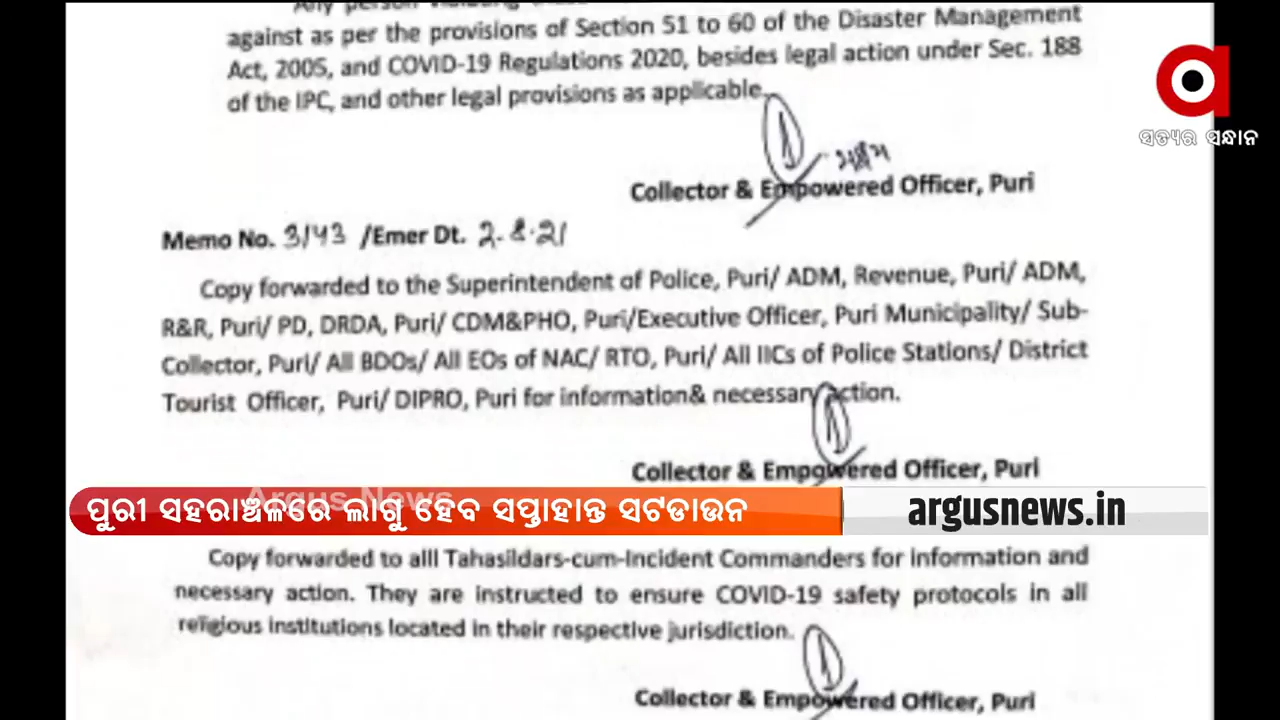 Any person
against as per the provisions of Section 51 to 60 of the Disaster Management
Act, 2005, and COVID-19 Regulations 2020, besides legal action under Sec. 188
of the IPC, and other legal provisions as applicable.
ସତ୍ୟର ସନ୍ଧାନ
Collector & Empowered Officer, Puri
Memo No. 3143 /Emer Dt. 2.8.21
Copy forwarded to the Superintendent of Police, Puri/ ADM, Revenue, Puri/ ADM,
R&R, Puri/ PD, DRDA, Puri/ CDM&PHO, Puri/Executive Officer, Puri Municipality/ Sub-
Collector, Puri/ All BDOs/ All EOs of NAC/ RTO, Puri/ All IICs of Police Stations/ District
Tourist Officer, Puri/ DIPRO, Puri for information& necessary action.
Collector & Empowered Officer, Puri
Argus News
ପୁରୀ ସହରାଞ୍ଚଳରେ ଲାଗୁ ହେବ ସପ୍ତାହାନ୍ତ ସଟଡାଉନ
argusnews.in
Copy forwarded to alll Tahasildars-cum-Incident Commanders for information and
necessary action. They are instructed to ensure COVID-19 safety protocols in all
religious institutions located in their respective jurisdiction.
Collector & Empowered Officer, Puri